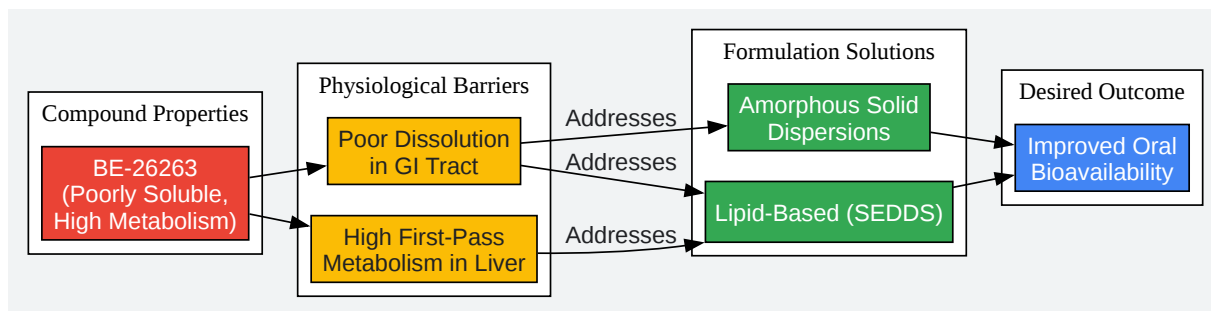 Compound Properties
BE-26263
(Poorly Soluble,
High Metabolism)
Physiological Barriers
Poor Dissolution
in GI Tract
High First-Pass
Metabolism in Liver
Addresses
Addresses
Addresses
Formulation Solutions
Amorphous Solid
Dispersions
Lipid-Based (SEDDS)
Desired Outcome
Improved Oral
Bioavailability